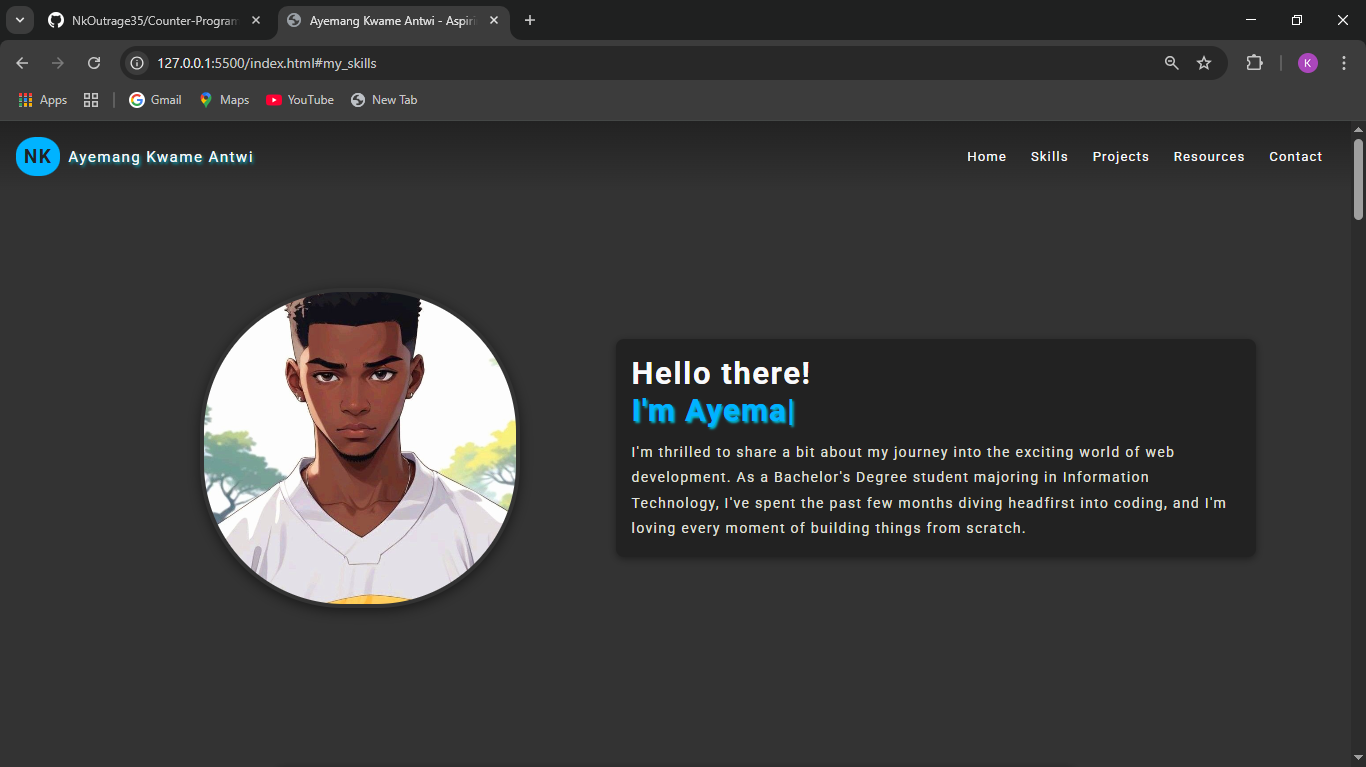 NkOutrage35/Counter-Program
Ayemang Kwame Antwi - Aspiri
127.0.0.1:5500/index.html#my_skills
K
Apps
Gmail
Maps
YouTube
New Tab
NK
Ayemang Kwame Antwi
Home
Skills
Projects
Resources
Contact
Hello there!
I'm Ayema|
I'm thrilled to share a bit about my journey into the exciting world of web
development. As a Bachelor's Degree student majoring in Information
Technology, I've spent the past few months diving headfirst into coding, and I'm
loving every moment of building things from scratch.